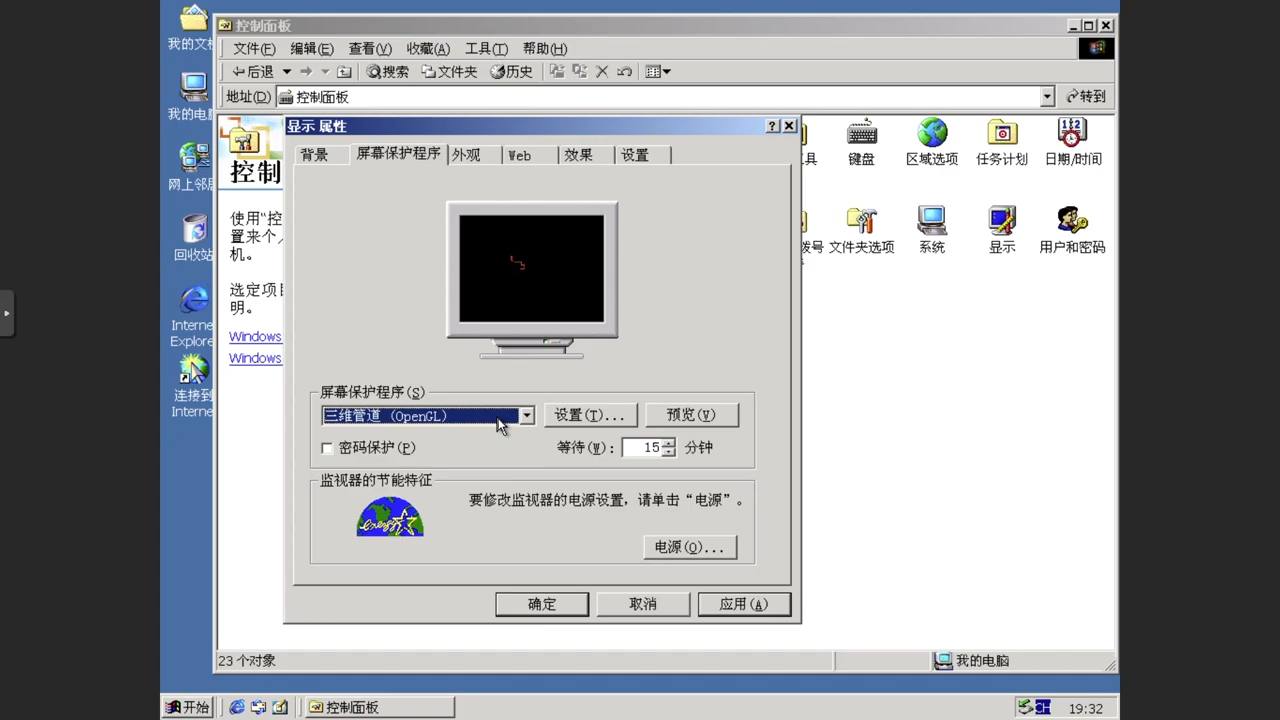 我的文档
控制面板
文件(F) 编辑(E) 查看(V) 收藏(A) 工具(T) 帮助(H)
后退 搜索 文件夹 历史
地址(D) 控制面板 转到
我的电
网上邻
回收站
Interne
Explore
连接到
Internet
控制
使用“控
置来个
机。
选定项
明。
Windows
Windows
显示 属性
背景 屏幕保护程序 外观 Web 效果 设置
屏幕保护程序(S)
三维管道 (OpenGL) 设置(T)... 预览(V)
密码保护(P) 等待(W): 15 分钟
监视器的节能特征
要修改监视器的电源设置，请单击“电源”。
energy
电源(O)...
确定 取消 应用(A)
具 键盘 区域选项 任务计划 日期/时间
拨号 文件夹选项 系统 显示 用户和密码
23 个对象 我的电脑
开始 控制面板 CH 19:32